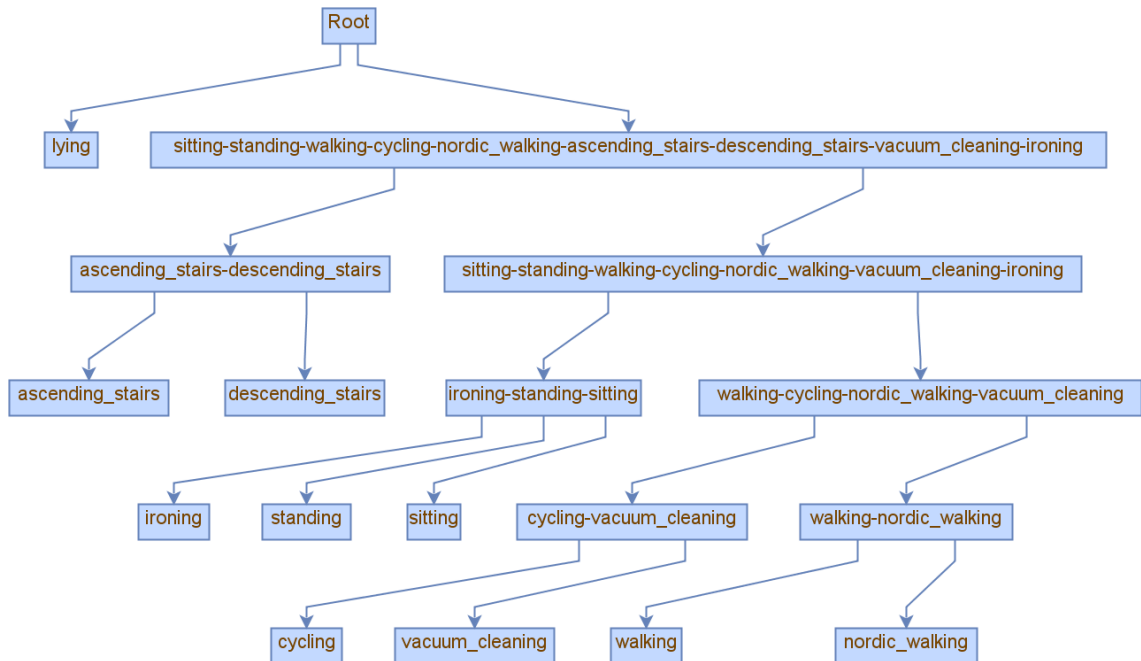 Root
lying
sitting-standing-walking-cycling-nordic_walking-ascending_stairs-descending_stairs-vacuum_cleaning-ironing
ascending_stairs-descending_stairs
sitting-standing-walking-cycling-nordic_walking-vacuum_cleaning-ironing
ascending_stairs
descending_stairs
ironing-standing-sitting
walking-cycling-nordic_walking-vacuum_cleaning
ironing
standing
sitting
cycling-vacuum_cleaning
walking-nordic_walking
cycling
vacuum_cleaning
walking
nordic_walking